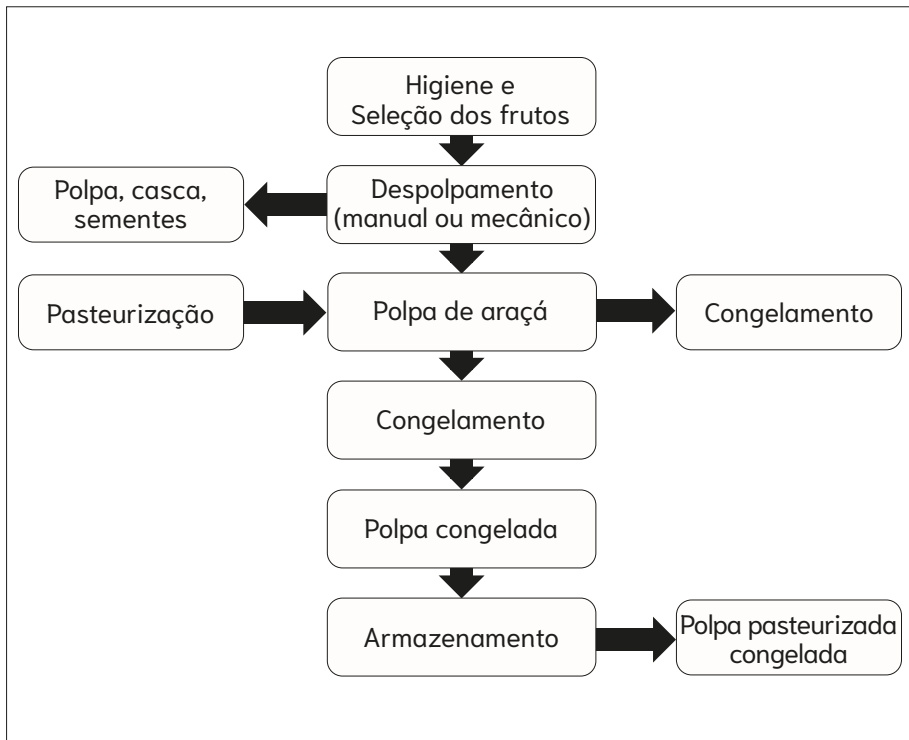 Higiene e
Seleção dos frutos
Polpa, casca,
sementes
Despolpamento
(manual ou mecânico)
Pasteurização
Polpa de araçá
Congelamento
Congelamento
Polpa congelada
Armazenamento
Polpa pasteurizada
congelada